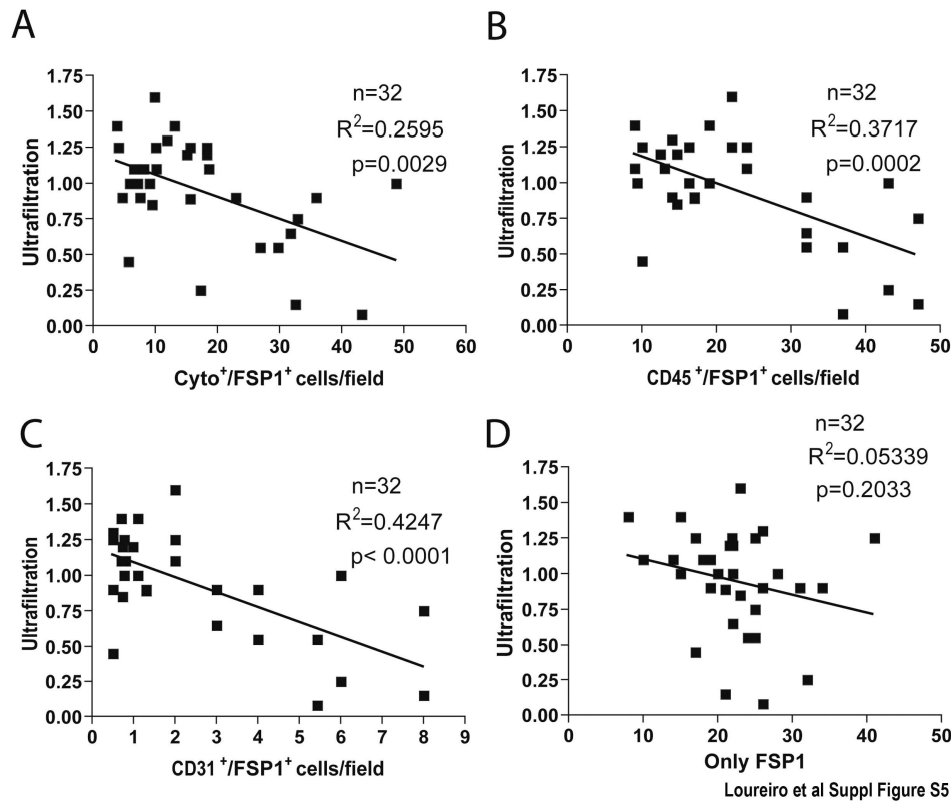 A
n=32
R²=0.2595
p=0.0029
Ultrafiltration
1.75
1.50
1.25
1.00
0.75
0.50
0.25
0.00
0 10 20 30 40 50 60
Cyto⁺/FSP1⁺ cells/field
B
n=32
R²=0.3717
p=0.0002
Ultrafiltration
1.75
1.50
1.25
1.00
0.75
0.50
0.25
0.00
0 10 20 30 40 50
CD45⁺/FSP1⁺ cells/field
C
n=32
R²=0.4247
p< 0.0001
Ultrafiltration
1.75
1.50
1.25
1.00
0.75
0.50
0.25
0.00
0 1 2 3 4 5 6 7 8 9
CD31⁺/FSP1⁺ cells/field
D
n=32
R²=0.05339
p=0.2033
Ultrafiltration
1.75
1.50
1.25
1.00
0.75
0.50
0.25
0.00
0 10 20 30 40 50
Only FSP1
Loureiro et al Suppl Figure S5